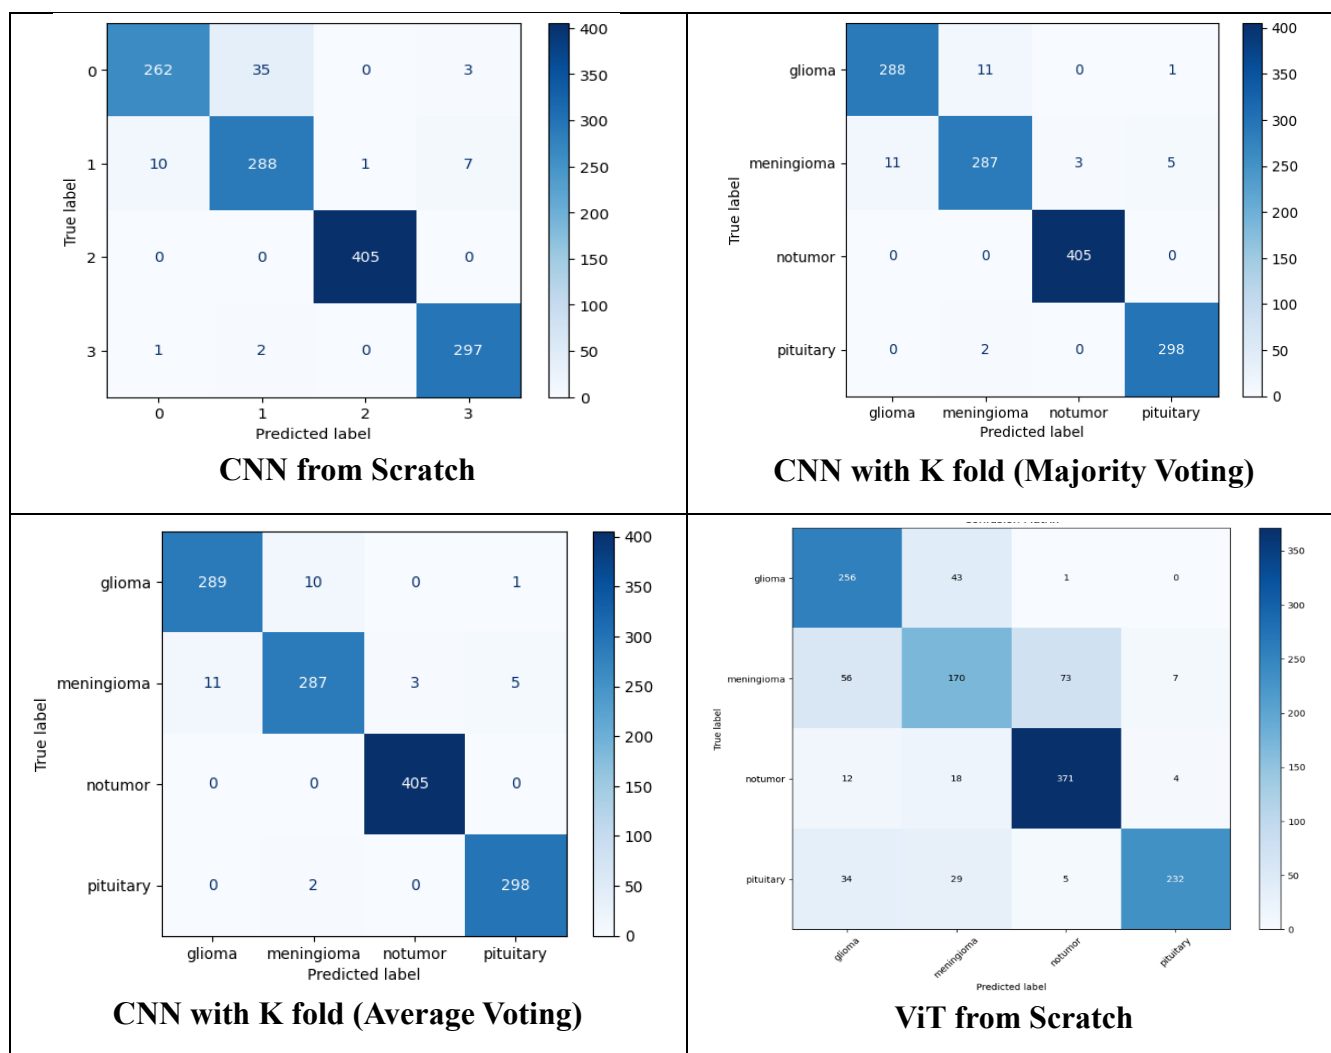 400
0 262 35 0 3
350
300
1 10 288 1 7
250
True label
200
2 0 0 405 0
150
100
3 1 2 0 297
50
0
0 1 2 3
Predicted label
CNN from Scratch
400
glioma 288 11 0 1
350
300
meningioma 11 287 3 5
250
True label
200
notumor 0 0 405 0
150
100
pituitary 0 2 0 298
50
0
glioma meningioma notumor pituitary
Predicted label
CNN with K fold (Majority Voting)
400
glioma 289 10 0 1
350
300
meningioma 11 287 3 5
250
True label
200
notumor 0 0 405 0
150
100
pituitary 0 2 0 298
50
0
glioma meningioma notumor pituitary
Predicted label
CNN with K fold (Average Voting)
350
glioma 256 43 1 0
300
250
meningioma 56 170 73 7
200
True label
150
notumor 12 18 371 4
100
pituitary 34 29 5 232
50
0
glioma meningioma notumor pituitary
Predicted label
ViT from Scratch